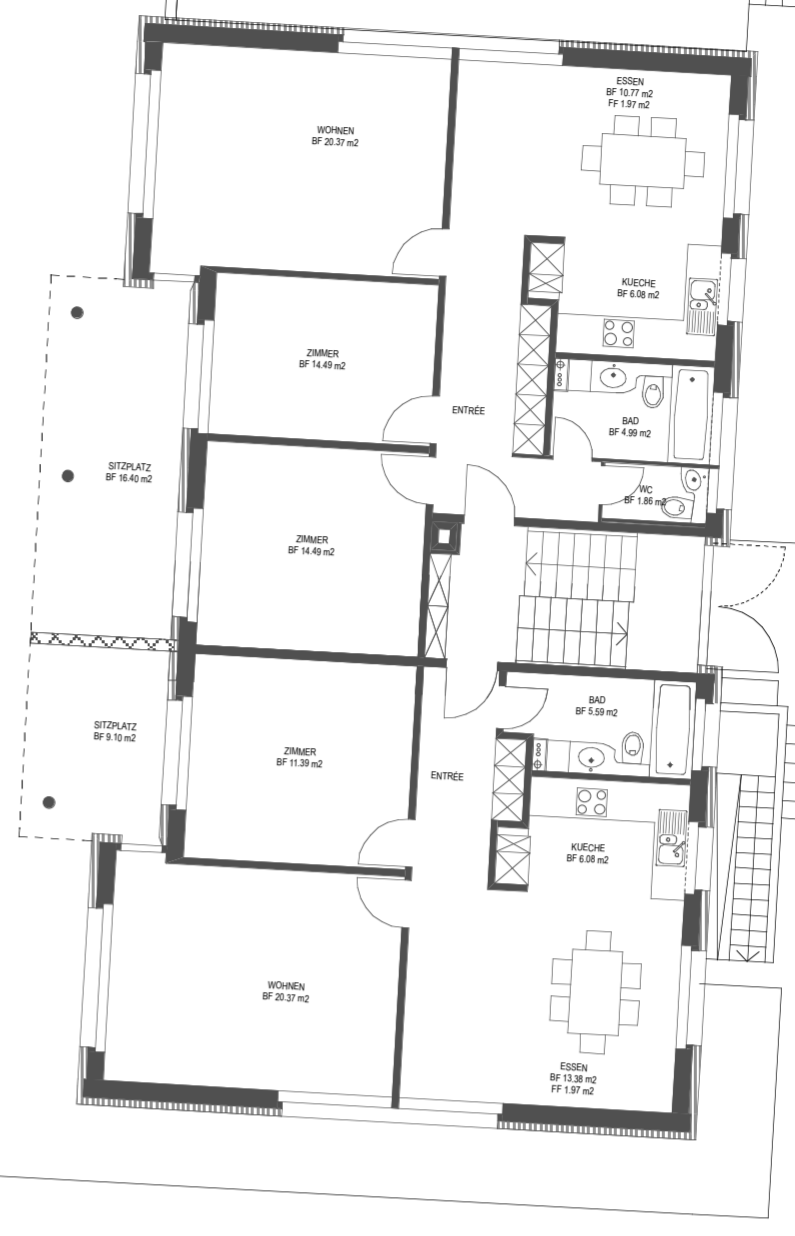 ESSEN
BF 10.77 m2
FF 1.97 m2
WOHNEN
BF 20.37 m2
KUECHE
BF 6.08 m2
ZIMMER
BF 14.49 m2
ENTRÉE
BAD
BF 4.99 m2
SITZPLATZ
BF 16.40 m2
WC
BF 1.86 m2
ZIMMER
BF 14.49 m2
BAD
BF 5.59 m2
SITZPLATZ
BF 9.10 m2
ZIMMER
BF 11.39 m2
ENTRÉE
KUECHE
BF 6.08 m2
WOHNEN
BF 20.37 m2
ESSEN
BF 13.38 m2
FF 1.97 m2